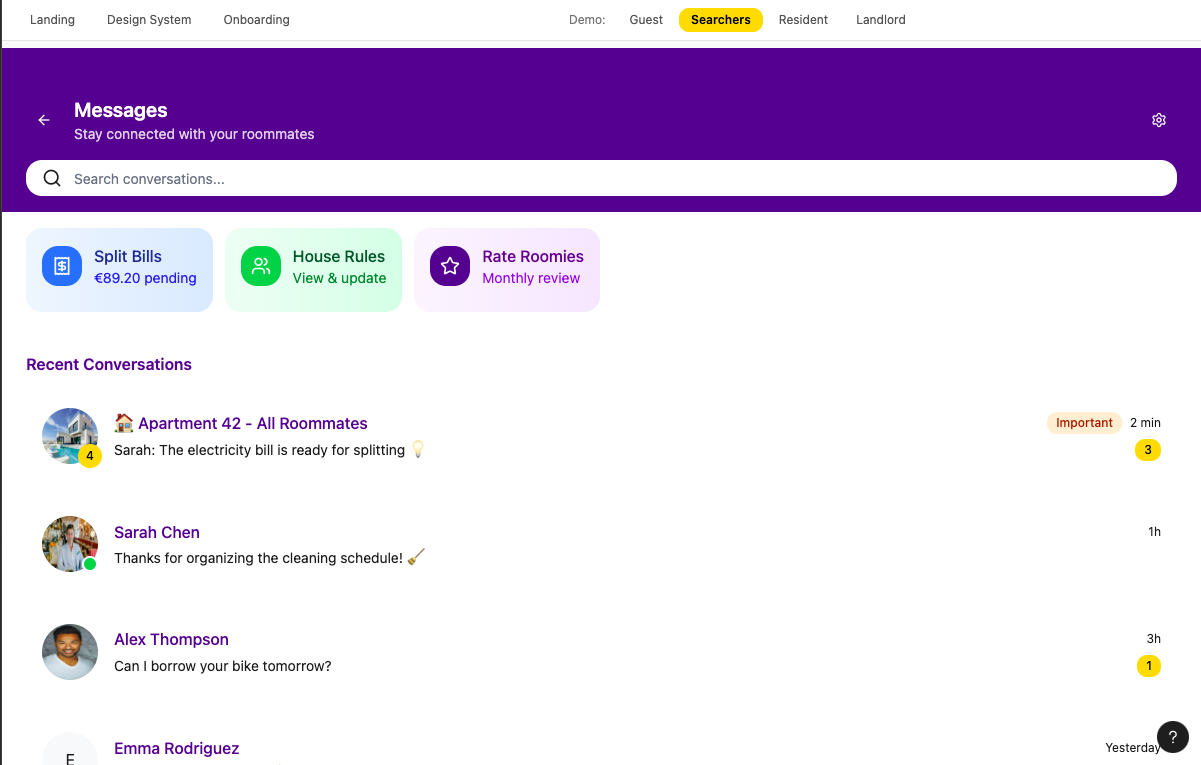 Landing Design System Onboarding Demo: Guest Searchers Resident Landlord
Messages
Stay connected with your roommates
Search conversations...
Split Bills
€89.20 pending
House Rules
View & update
Rate Roomies
Monthly review
Recent Conversations
🏠 Apartment 42 - All Roommates Important 2 min
4
Sarah: The electricity bill is ready for splitting 💡 3
Sarah Chen 1h
Thanks for organizing the cleaning schedule! 🧹
Alex Thompson 3h
Can I borrow your bike tomorrow? 1
E
Emma Rodriguez Yesterday
?